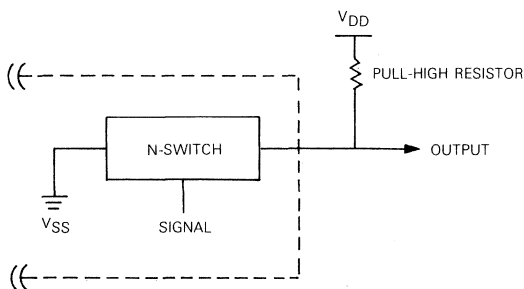 VDD
PULL-HIGH RESISTOR
N-SWITCH
OUTPUT
VSS
SIGNAL